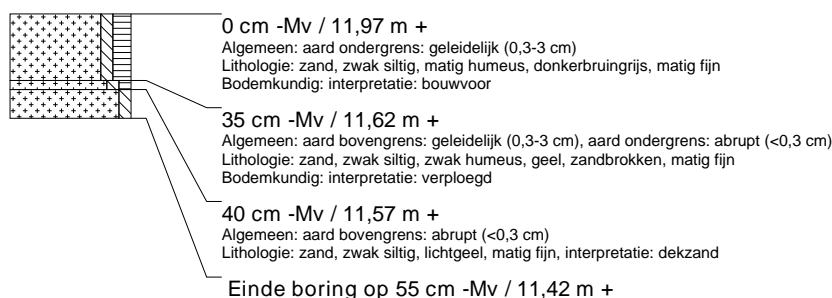 0 cm -Mv / 11,97 m +
Algemeen: aard ondergrens: geleidelijk (0,3-3 cm)
Lithologie: zand, zwak siltig, matig humeus, donkerbruingrijs, matig fijn
Bodemkundig: interpretatie: bouwvoor
35 cm -Mv / 11,62 m +
Algemeen: aard bovengrens: geleidelijk (0,3-3 cm), aard ondergrens: abrupt (<0,3 cm)
Lithologie: zand, zwak siltig, zwak humeus, geel, zandbrokken, matig fijn
Bodemkundig: interpretatie: verploegd
40 cm -Mv / 11,57 m +
Algemeen: aard bovengrens: abrupt (<0,3 cm)
Lithologie: zand, zwak siltig, lichtgeel, matig fijn, interpretatie: dekzand
Einde boring op 55 cm -Mv / 11,42 m +